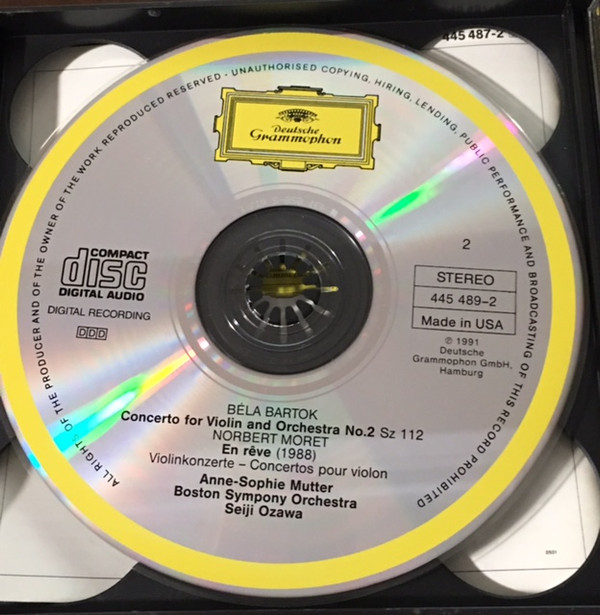 445 487-2
ALL RIGHTS OF THE PRODUCER AND OF THE OWNER OF THE WORK REPRODUCED RESERVED · UNAUTHORISED COPYING, HIRING, LENDING, PUBLIC PERFORMANCE AND BROADCASTING OF THIS RECORD PROHIBITED
Deutsche
Grammophon
COMPACT
disc
DIGITAL AUDIO
DIGITAL RECORDING
DDD
2
STEREO
445 489-2
Made in USA
℗ 1991
Deutsche
Grammophon GmbH,
Hamburg
BÉLA BARTOK
Concerto for Violin and Orchestra No.2 Sz 112
NORBERT MORET
En rêve (1988)
Violinkonzerte – Concertos pour violon
Anne-Sophie Mutter
Boston Sympony Orchestra
Seiji Ozawa